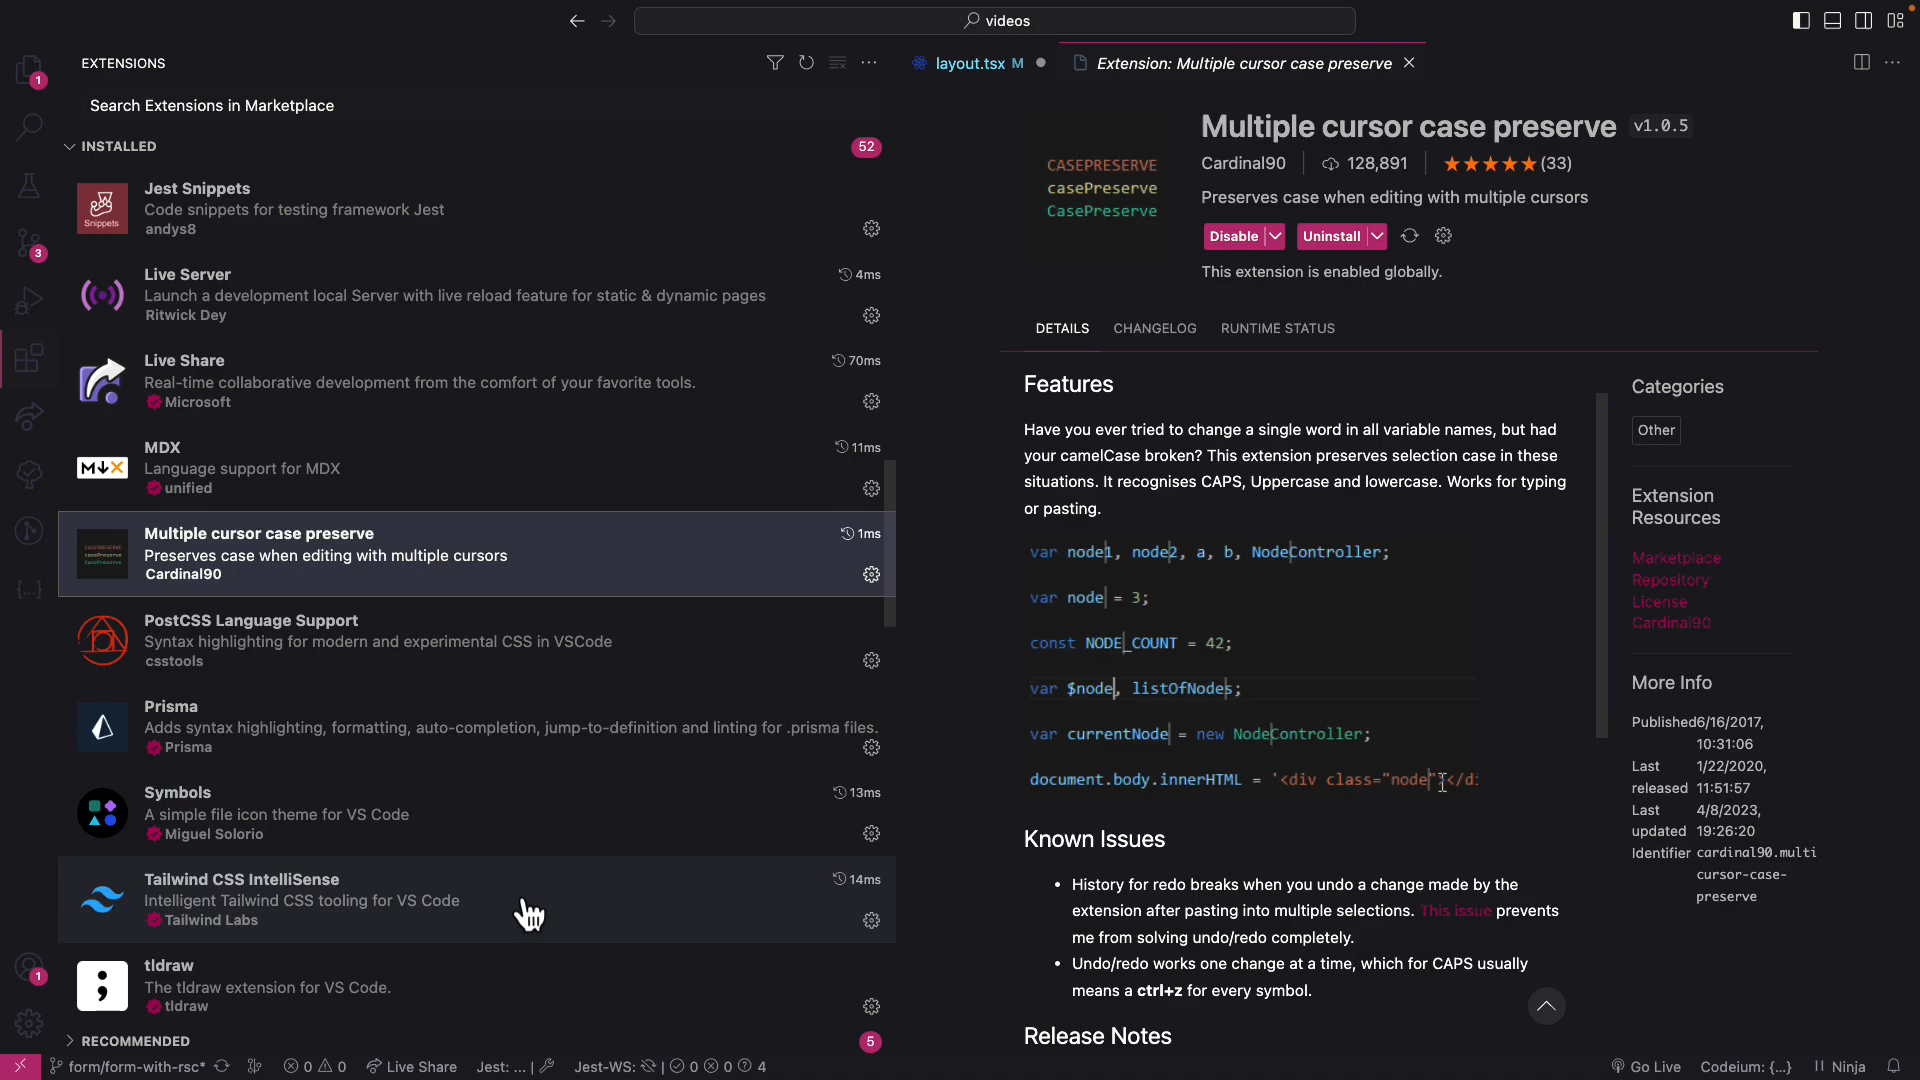 videos
EXTENSIONS
Search Extensions in Marketplace
INSTALLED
52
Snippets
Jest Snippets
Code snippets for testing framework Jest
andys8
Live Server
4ms
Launch a development local Server with live reload feature for static & dynamic pages
Ritwick Dey
Live Share
70ms
Real-time collaborative development from the comfort of your favorite tools.
Microsoft
MDX
11ms
Language support for MDX
unified
Multiple cursor case preserve
1ms
Preserves case when editing with multiple cursors
Cardinal90
PostCSS Language Support
Syntax highlighting for modern and experimental CSS in VSCode
csstools
Prisma
Adds syntax highlighting, formatting, auto-completion, jump-to-definition and linting for .prisma files.
Prisma
Symbols
13ms
A simple file icon theme for VS Code
Miguel Solorio
Tailwind CSS IntelliSense
14ms
Intelligent Tailwind CSS tooling for VS Code
Tailwind Labs
tldraw
The tldraw extension for VS Code.
tldraw
RECOMMENDED
5
1
3
1
layout.tsx M
Extension: Multiple cursor case preserve
CASEPRESERVE
casePreserve
CasePreserve
Multiple cursor case preserve v1.0.5
Cardinal90 128,891 ★★★★★(33)
Preserves case when editing with multiple cursors
Disable Uninstall
This extension is enabled globally.
DETAILS CHANGELOG RUNTIME STATUS
Features
Have you ever tried to change a single word in all variable names, but had
your camelCase broken? This extension preserves selection case in these
situations. It recognises CAPS, Uppercase and lowercase. Works for typing
or pasting.
var node1, node2, a, b, NodeController;
var node = 3;
const NODE_COUNT = 42;
var $node, listOfNodes;
var currentNode = new NodeController;
document.body.innerHTML = '<div class="node"></di
Known Issues
• History for redo breaks when you undo a change made by the
extension after pasting into multiple selections. This issue prevents
me from solving undo/redo completely.
• Undo/redo works one change at a time, which for CAPS usually
means a ctrl+z for every symbol.
Release Notes
Categories
Other
Extension
Resources
Marketplace
Repository
License
Cardinal90
More Info
Published 6/16/2017,
10:31:06
Last 1/22/2020,
released 11:51:57
Last 4/8/2023,
updated 19:26:20
Identifier cardinal90.multi
cursor-case-
preserve
form/form-with-rsc* 0 0 Live Share Jest: ... | Jest-WS: | 0 0 4
Go Live Codeium: {...} Ninja